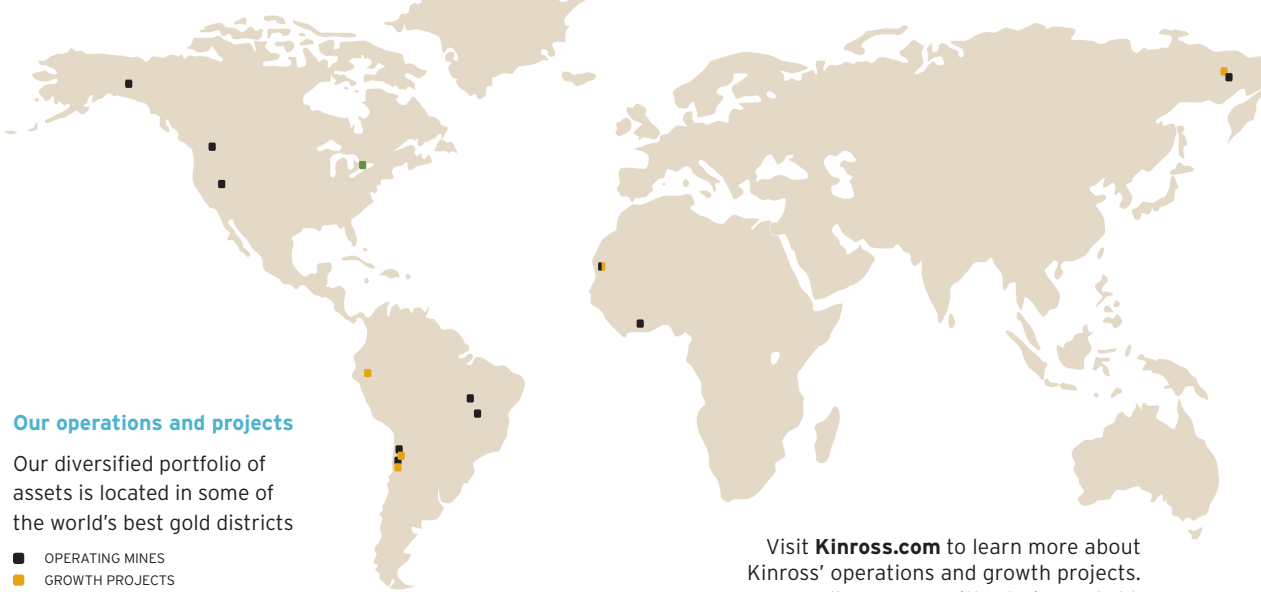 Our operations and projects
Our diversified portfolio of
assets is located in some of
the world's best gold districts
OPERATING MINES
GROWTH PROJECTS
Visit Kinross.com to learn more about
Kinross' operations and growth projects.